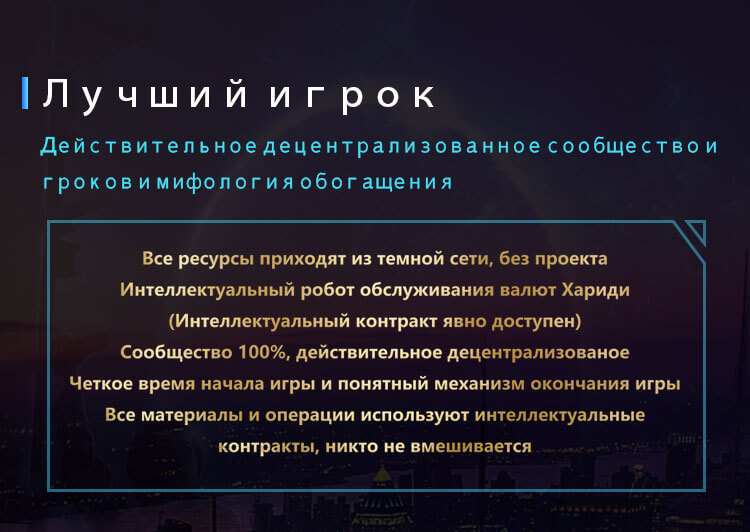 Лучший игрок
Действительное децентрализованное сообщество и
гроков и мифология обогащения
Все ресурсы приходят из темной сети, без проекта
Интеллектуальный робот обслуживания валют Хариди
(Интеллектуальный контракт явно доступен)
Сообщество 100%, действительное децентрализованое
Четкое время начала игры и понятный механизм окончания игры
Все материалы и операции используют интеллектуальные
контракты, никто не вмешивается